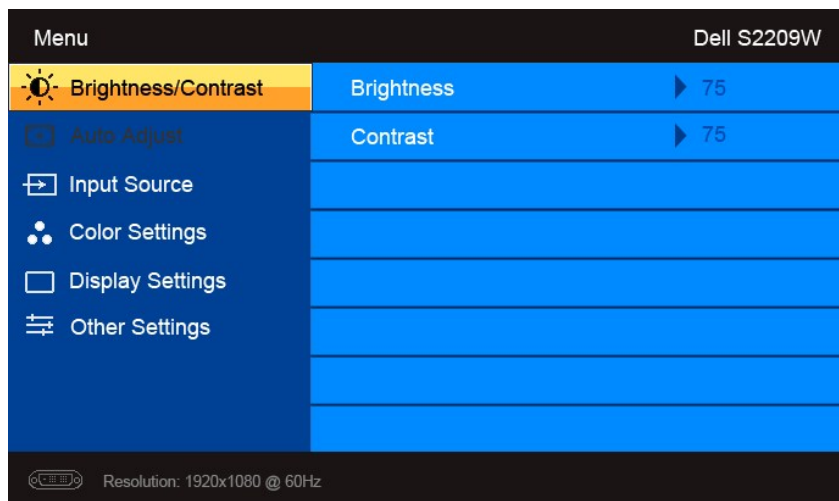 Menu
Dell S2209W
Brightness/Contrast
Brightness
75
Auto Adjust
Contrast
75
Input Source
Color Settings
Display Settings
Other Settings
Resolution: 1920x1080 @ 60Hz